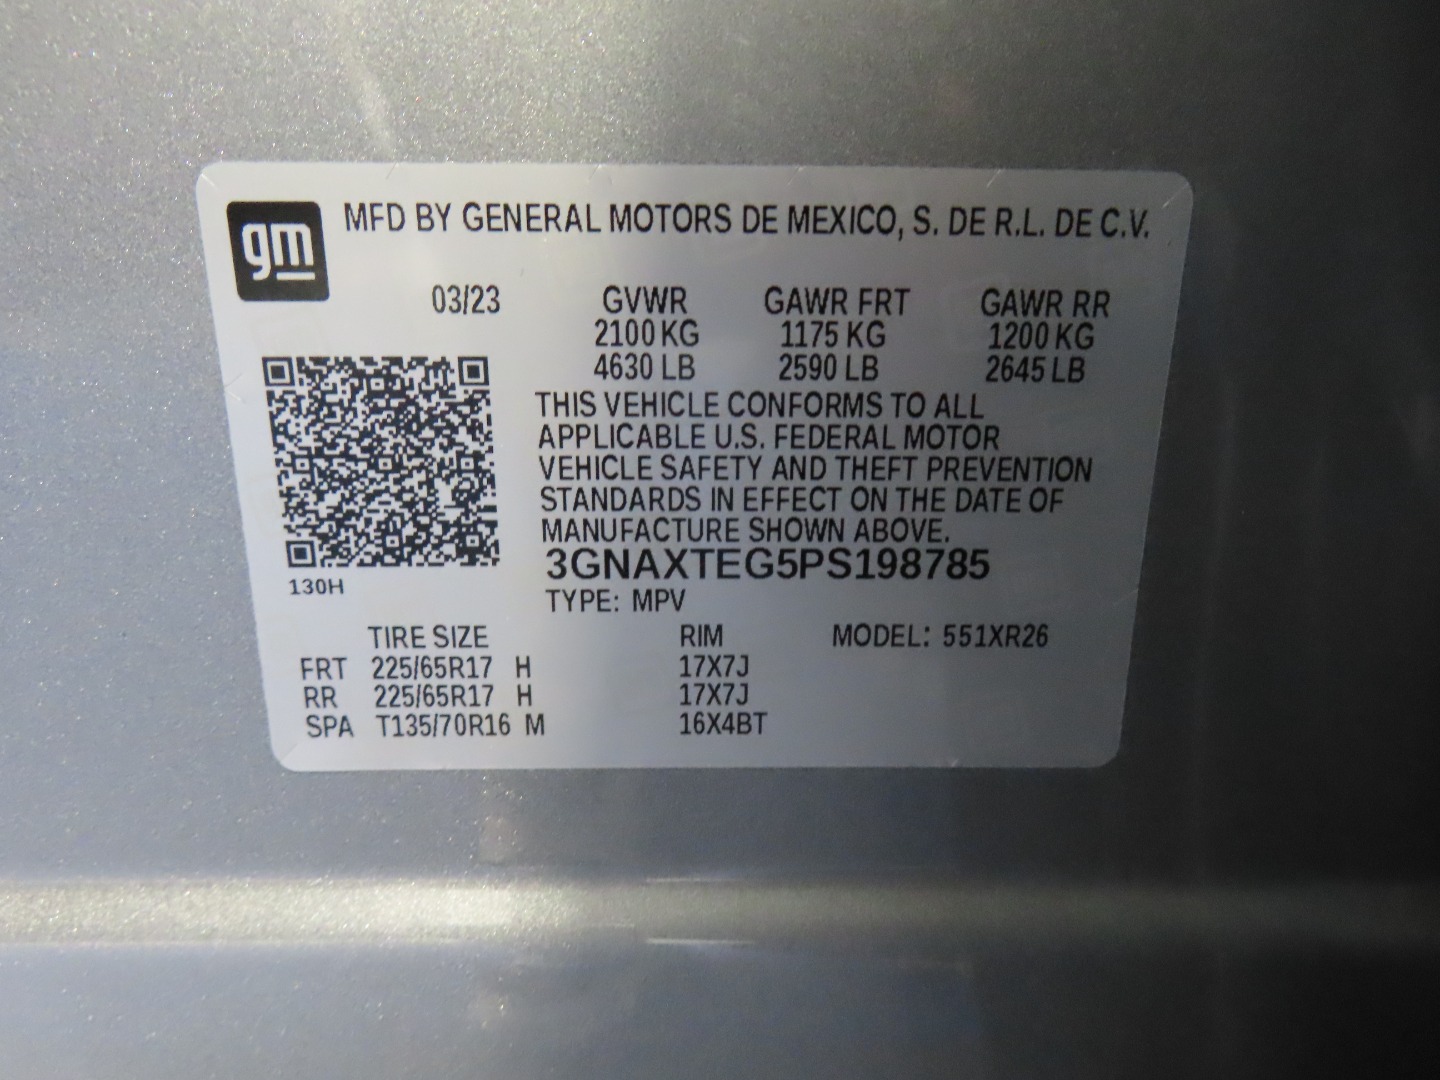 gm
MFD BY GENERAL MOTORS DE MEXICO, S. DE R.L. DE C.V.
03/23 GVWR GAWR FRT GAWR RR
2100 KG 1175 KG 1200 KG
4630 LB 2590 LB 2645 LB
THIS VEHICLE CONFORMS TO ALL
APPLICABLE U.S. FEDERAL MOTOR
VEHICLE SAFETY AND THEFT PREVENTION
STANDARDS IN EFFECT ON THE DATE OF
MANUFACTURE SHOWN ABOVE.
3GNAXTEG5PS198785
130H
TYPE: MPV
TIRE SIZE RIM MODEL: 551XR26
FRT 225/65R17 H 17X7J
RR 225/65R17 H 17X7J
SPA T135/70R16 M 16X4BT